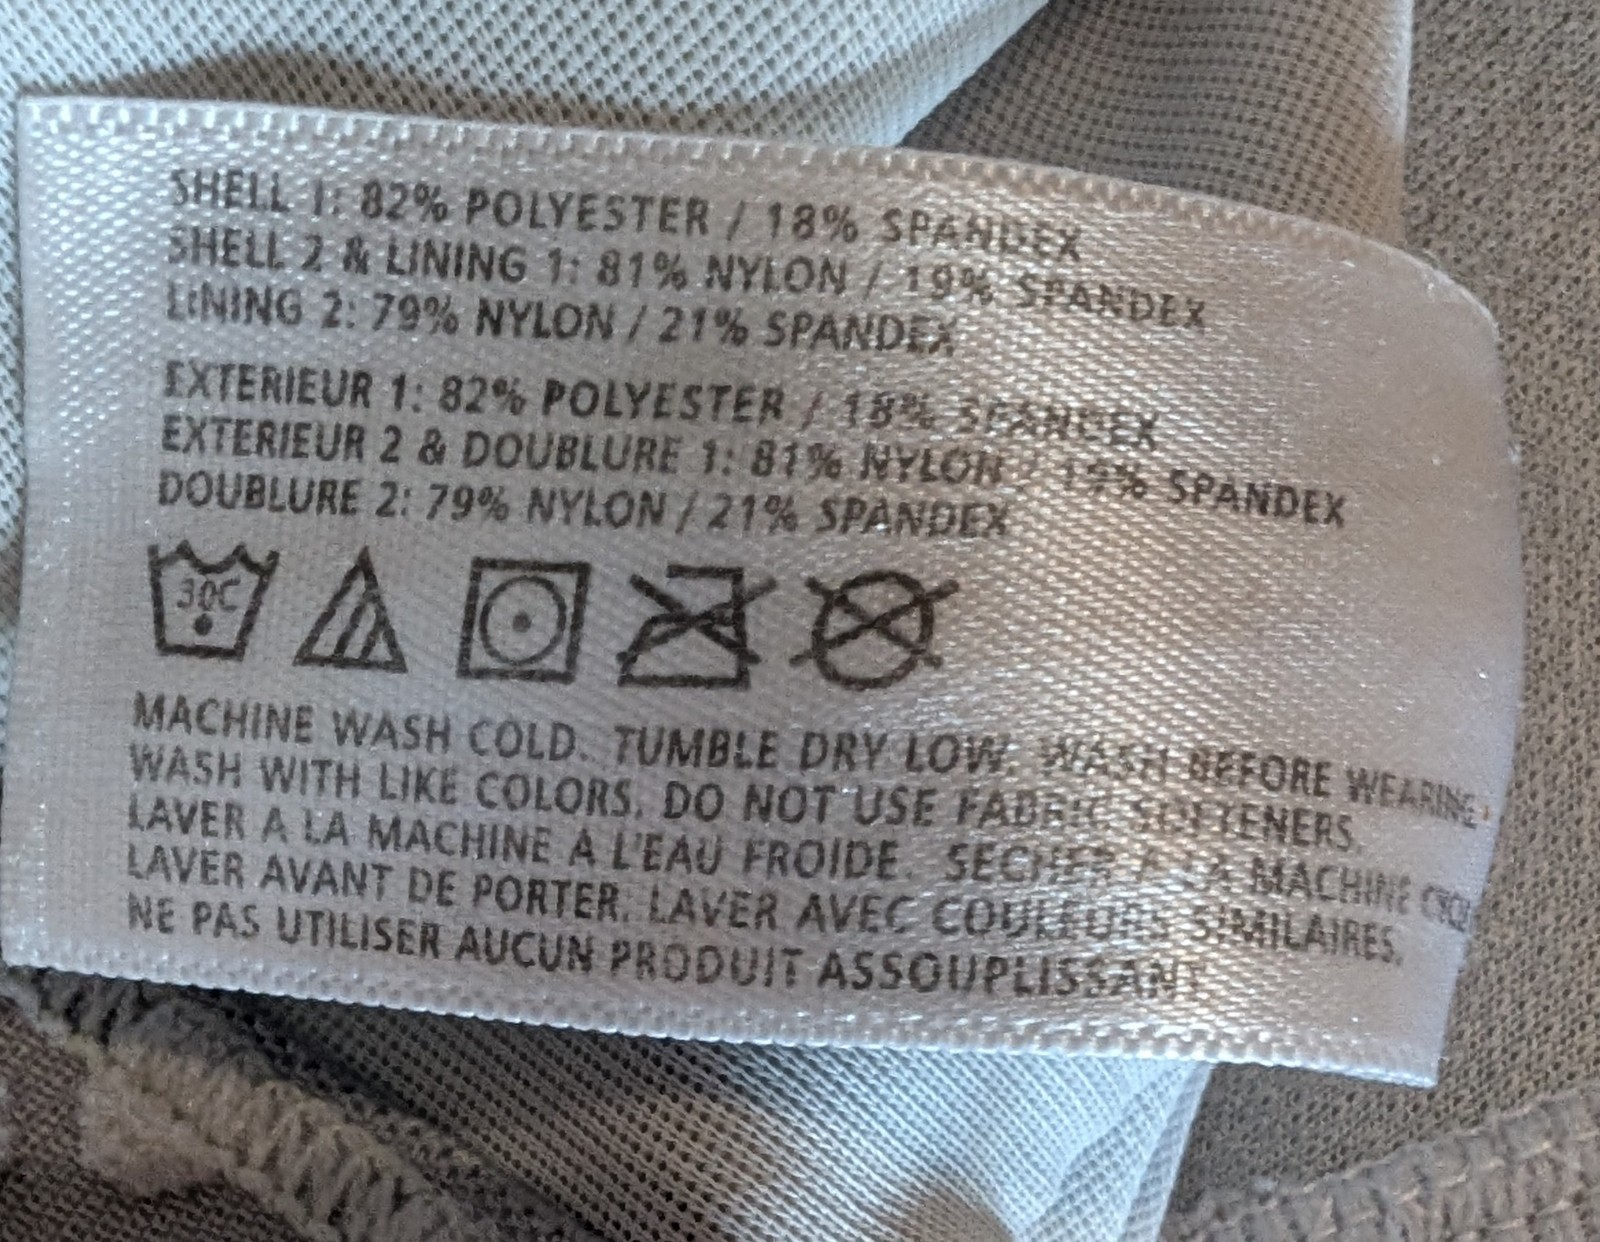 SHELL 1: 82% POLYESTER / 18% SPANDEX
SHELL 2 & LINING 1: 81% NYLON / 19% SPANDEX
LINING 2: 79% NYLON / 21% SPANDEX
EXTERIEUR 1: 82% POLYESTER / 18% SPANDEX
EXTERIEUR 2 & DOUBLURE 1: 81% NYLON / 19% SPANDEX
DOUBLURE 2: 79% NYLON / 21% SPANDEX
30C
MACHINE WASH COLD. TUMBLE DRY LOW. WASH BEFORE WEARING.
WASH WITH LIKE COLORS. DO NOT USE FABRIC SOFTENERS.
LAVER A LA MACHINE A L'EAU FROIDE. SECHER A LA MACHINE
LAVER AVANT DE PORTER. LAVER AVEC COULEURS SIMILAIRES.
NE PAS UTILISER AUCUN PRODUIT ASSOUPLISSANT